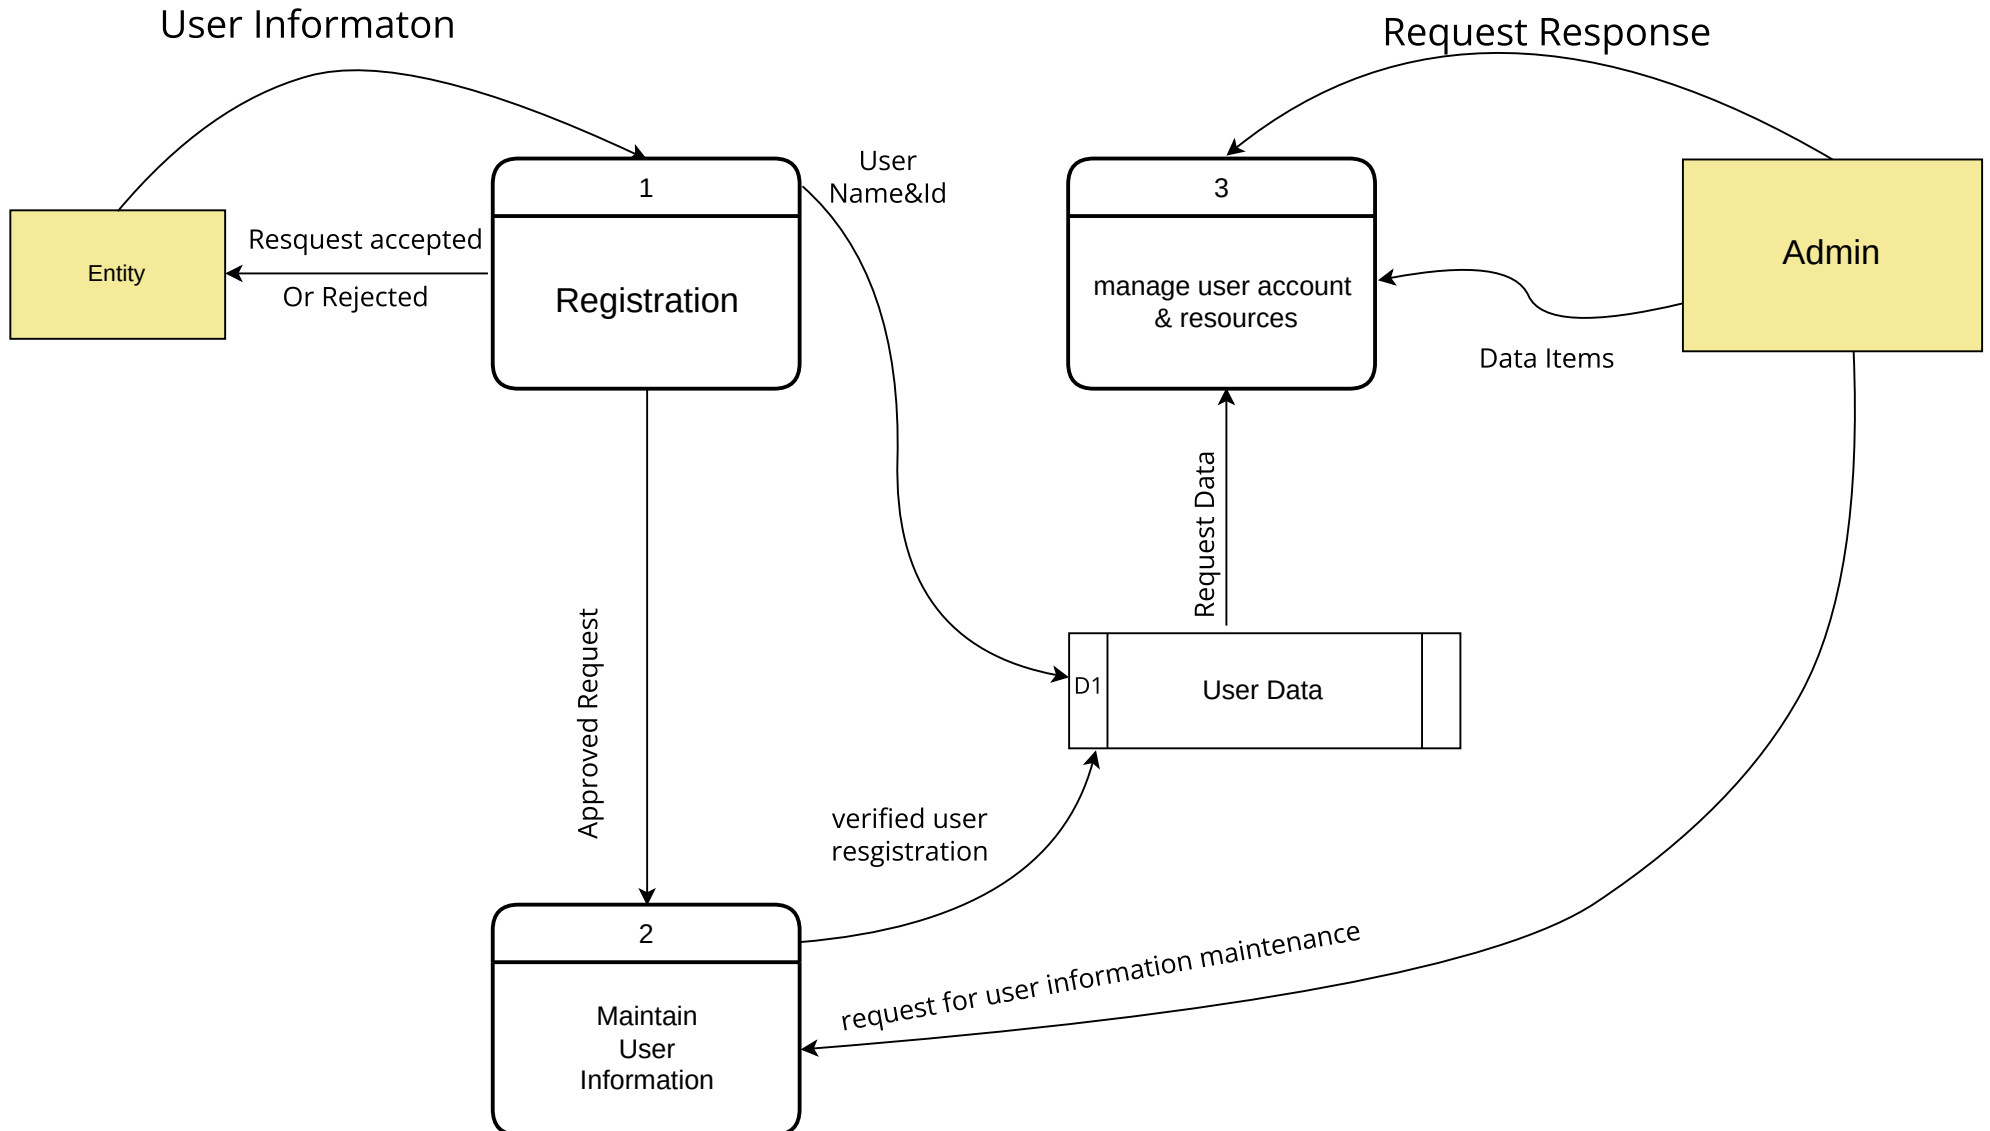 User Informaton
Request Response
User
Name&Id
1
3
Resquest accepted
Entity
Or Rejected
Registration
manage user account
& resources
Admin
Data Items
Request Data
D1
User Data
Approved Request
verified user
resgistration
2
request for user information maintenance
Maintain
User
Information